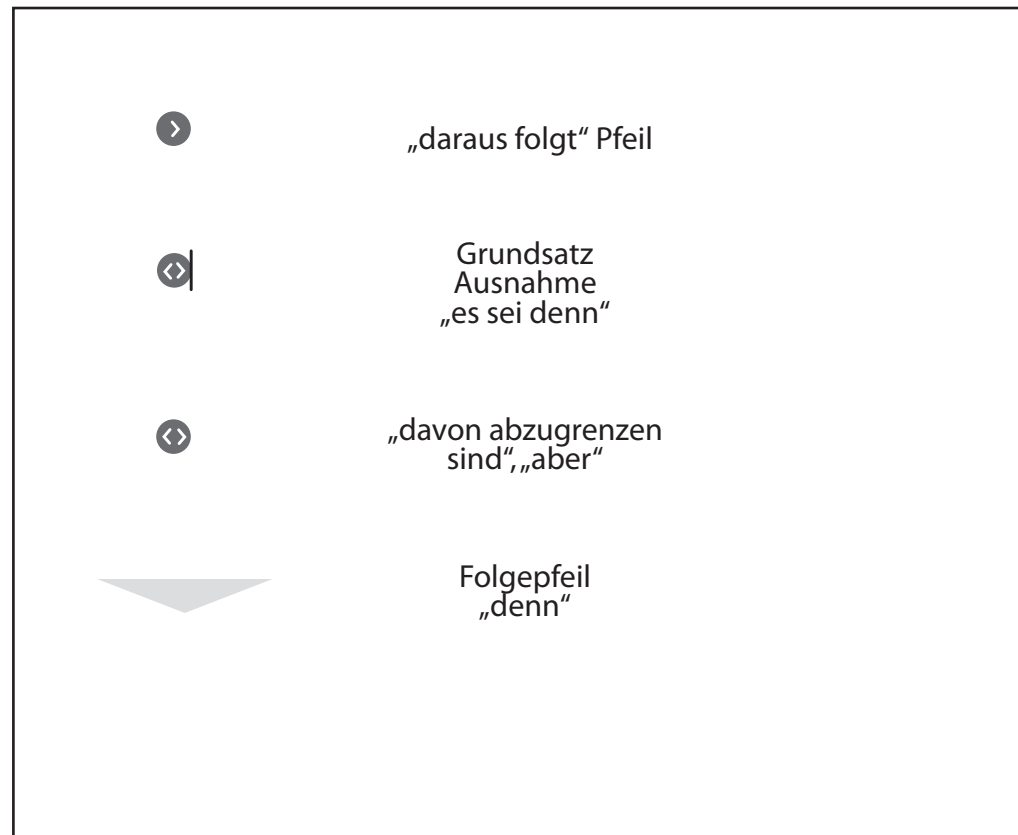 „daraus folgt“ Pfeil
Grundsatz
Ausnahme
„es sei denn“
„davon abzugrenzen
sind“, „aber“
Folgepfeil
„denn“